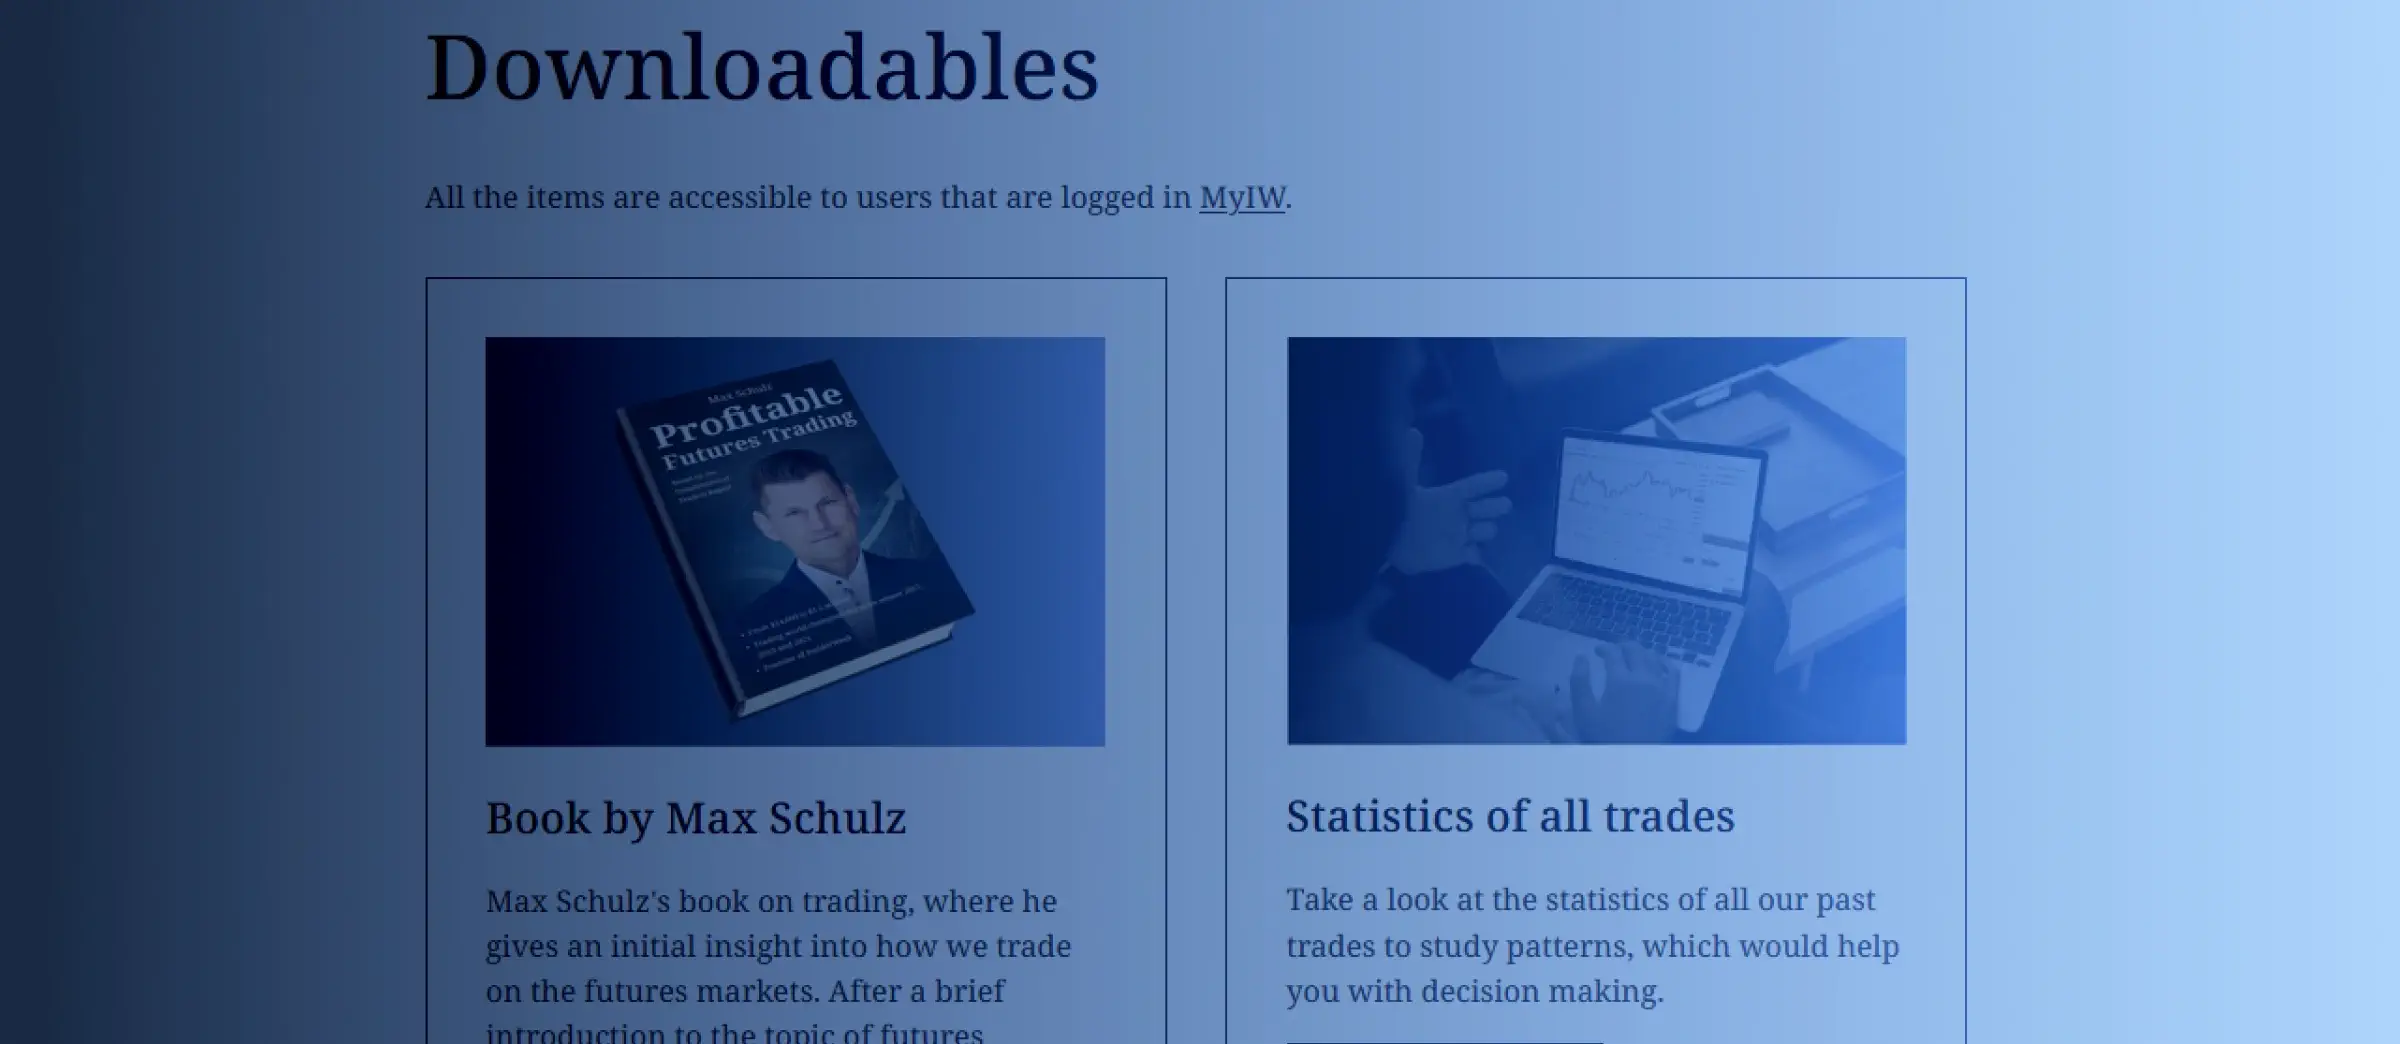 Downloadables
All the items are accessible to users that are logged in MyIW.
Max Schulz
Profitable
Futures Trading
Book by Max Schulz
Max Schulz's book on trading, where he
gives an initial insight into how we trade
on the futures markets. After a brief
introduction to the topic of futures
Statistics of all trades
Take a look at the statistics of all our past
trades to study patterns, which would help
you with decision making.